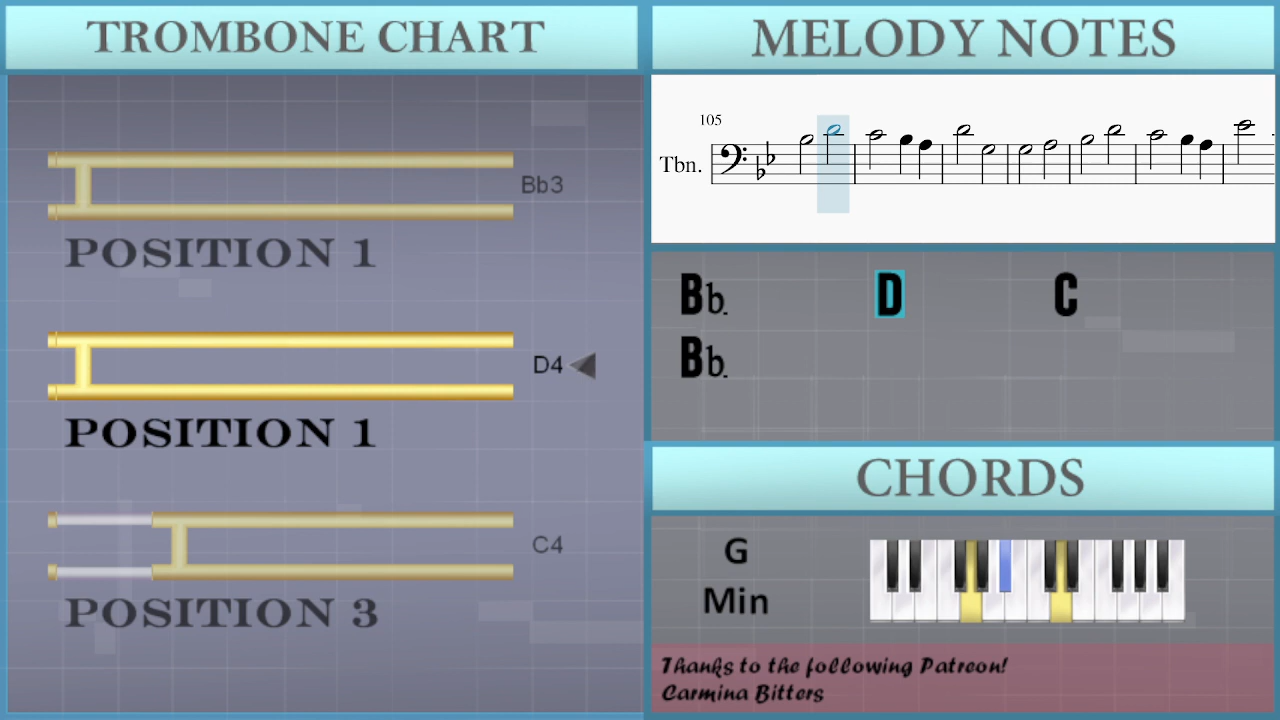 TROMBONE CHART
Bb3
POSITION 1
D4
POSITION 1
C4
POSITION 3
MELODY NOTES
105
Tbn.
Bb. D C
Bb.
CHORDS
G
Min
Thanks to the following Patreon!
Carmina Bitters